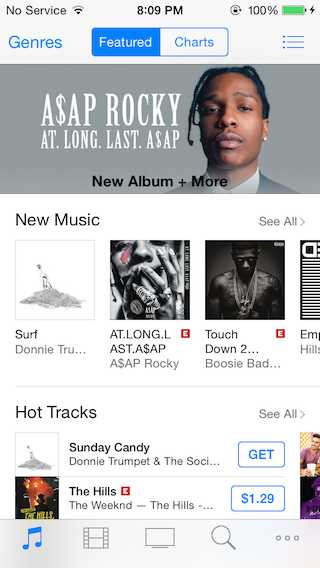 No Service 8:09 PM 100%
Genres Featured Charts
A$AP ROCKY
AT. LONG. LAST. A$AP
New Album + More
New Music See All >
Surf
Donnie Tru...
AT.LONG.L E
AST.A$AP
A$AP Rocky
Touch E
Down 2...
Boosie Bad...
Emp
Hills
Hot Tracks See All >
Sunday Candy
Donnie Trumpet & The Soci...
GET
The Hills E
The Weeknd — The Hills -...
$1.29